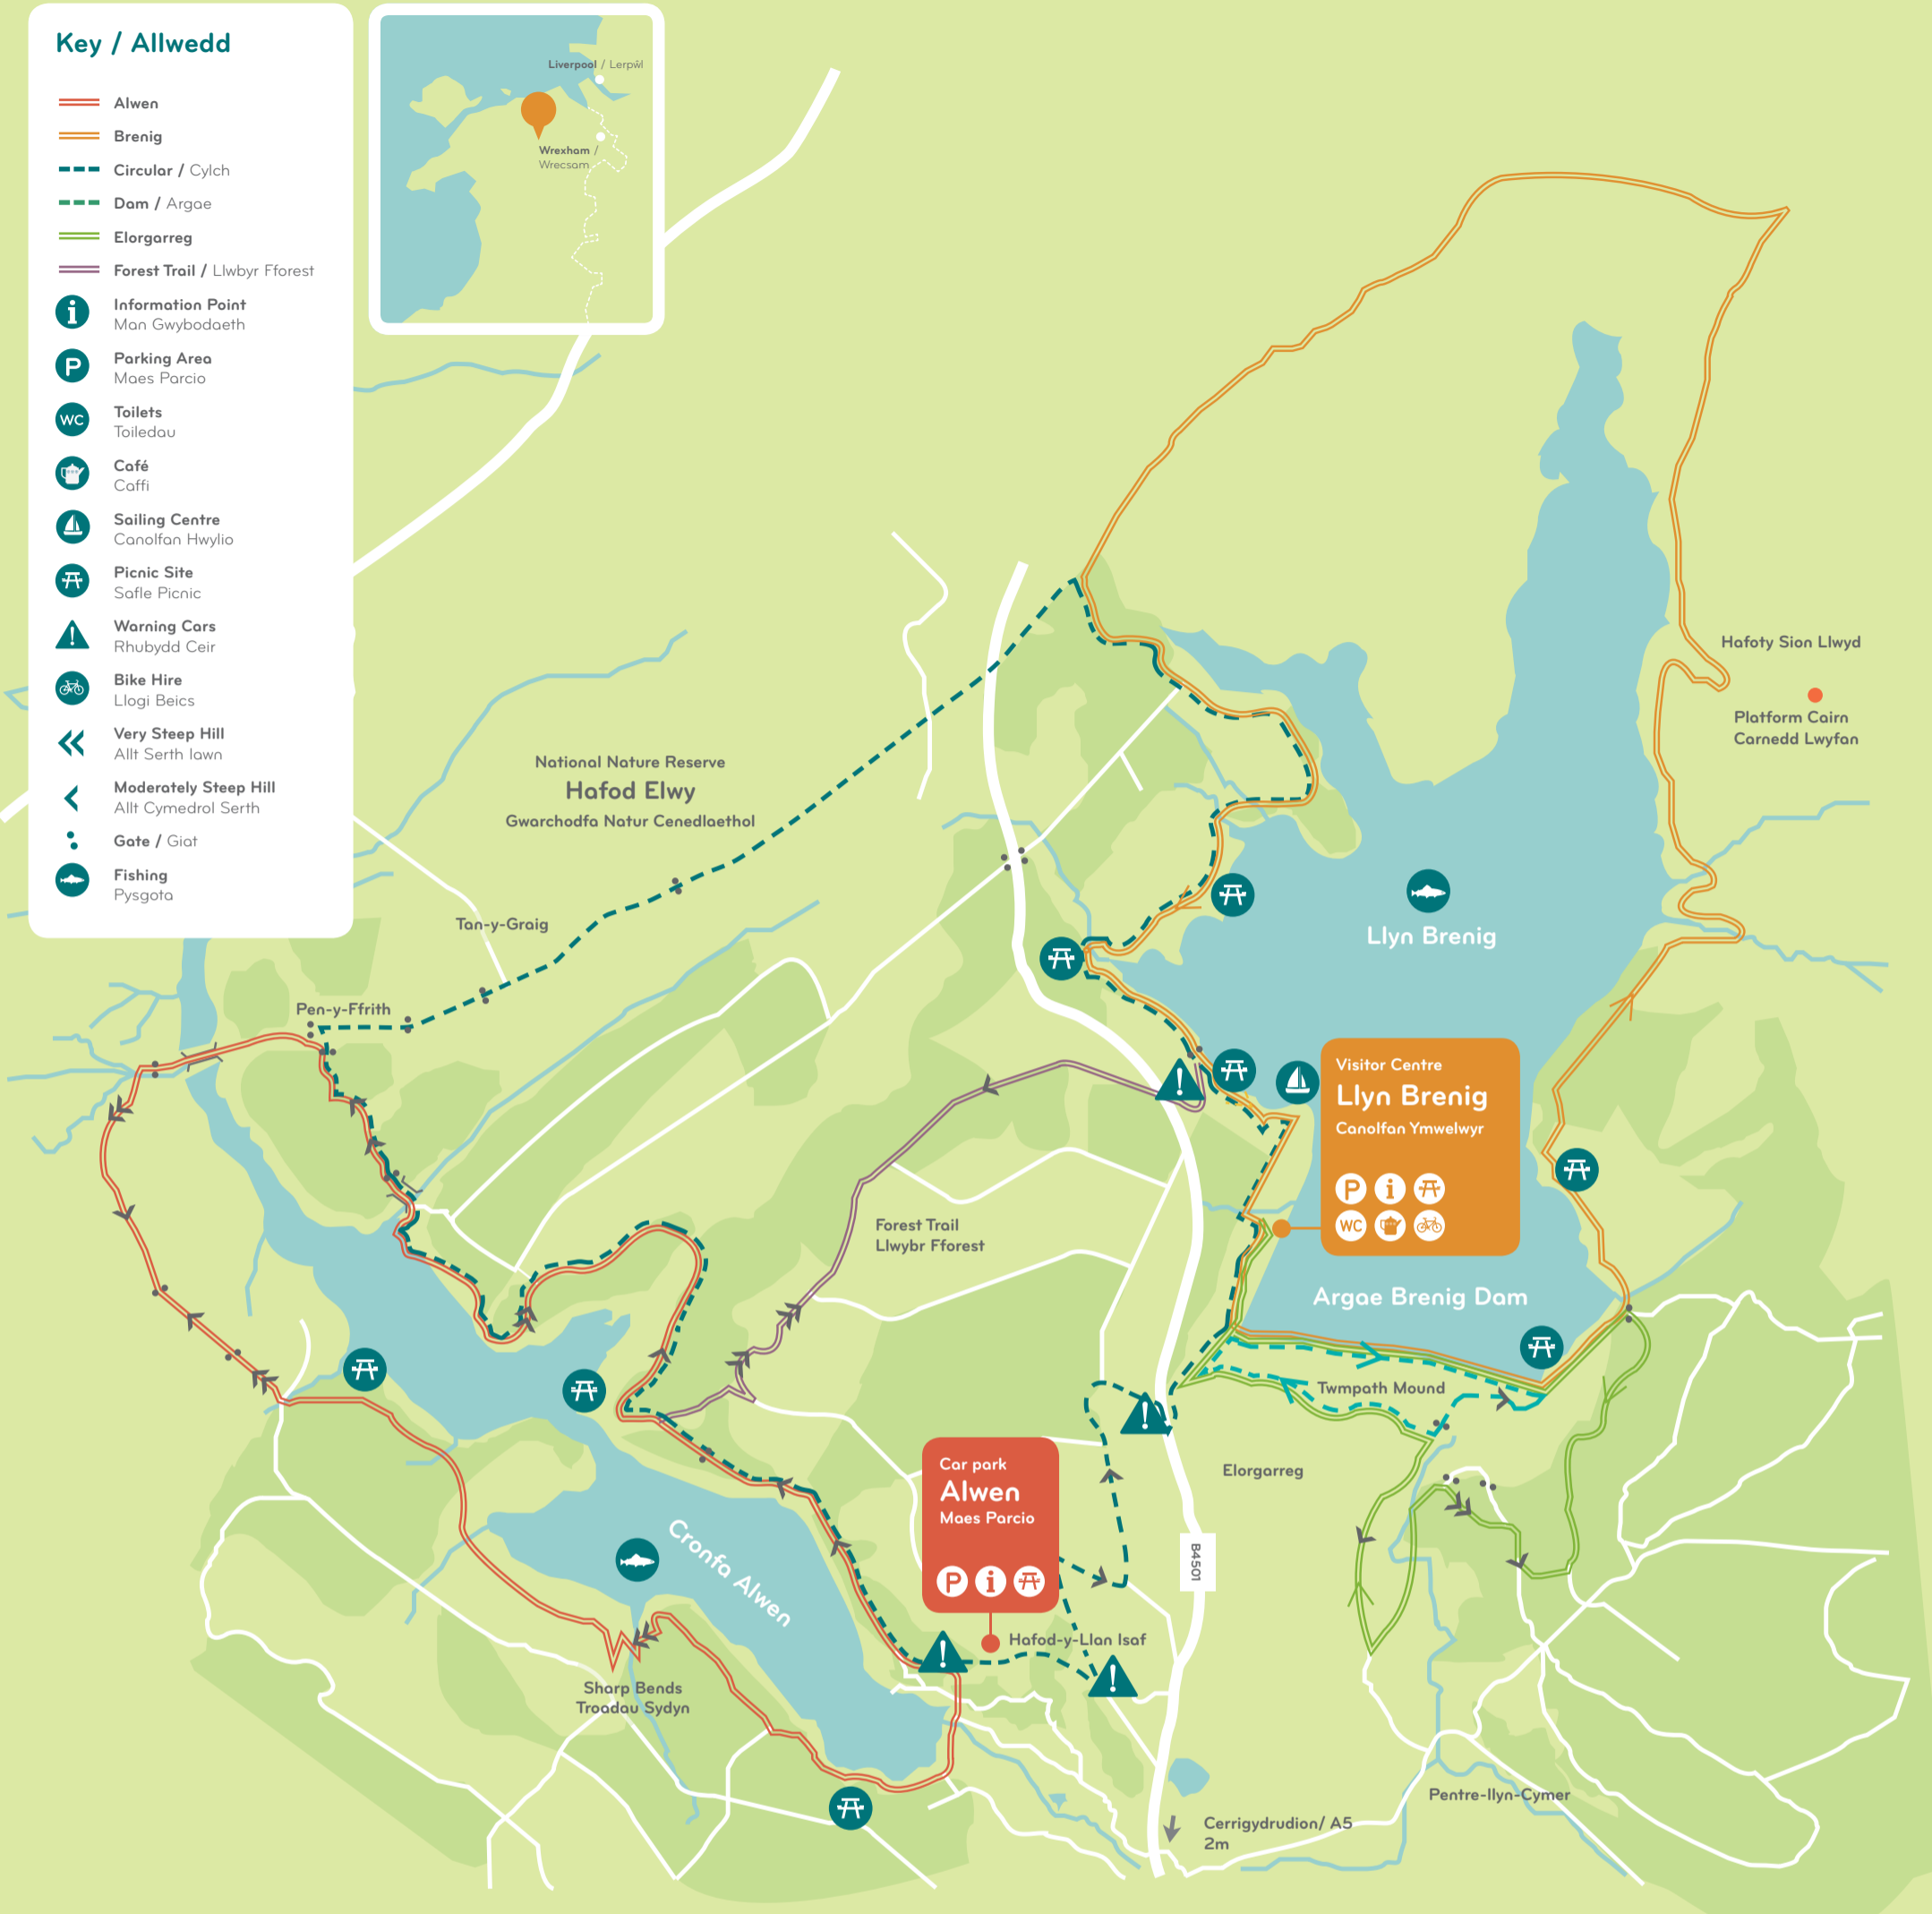 Key / Allwedd
Alwen
Brenig
Circular / Cylch
Dam / Argae
Elorgarreg
Forest Trail / Llwbyr Fforest
Information Point
Man Gwybodaeth
P
Parking Area
Maes Parcio
WC
Toilets
Toiledau
Café
Caffi
Sailing Centre
Canolfan Hwylio
Picnic Site
Safle Picnic
Warning Cars
Rhubydd Ceir
Bike Hire
Llogi Beics
Very Steep Hill
Allt Serth Iawn
Moderately Steep Hill
Allt Cymedrol Serth
Gate / Giat
Fishing
Pysgota
Liverpool / Lerpŵl
Wrexham /
Wrecsam
Hafoty Sion Llwyd
Platform Cairn
Carnedd Lwyfan
National Nature Reserve
Hafod Elwy
Gwarchodfa Natur Cenedlaethol
Tan-y-Graig
Llyn Brenig
Pen-y-Ffrith
Visitor Centre
Llyn Brenig
Canolfan Ymwelwyr
P
WC
Forest Trail
Llwybr Fforest
Argae Brenig Dam
Twmpath Mound
Elorgarreg
Car park
Alwen
Maes Parcio
P
Cronfa Alwen
B4501
Hafod-y-Llan Isaf
Sharp Bends
Troadau Sydyn
Pentre-llyn-Cymer
Cerrigydrudion/ A5
2m